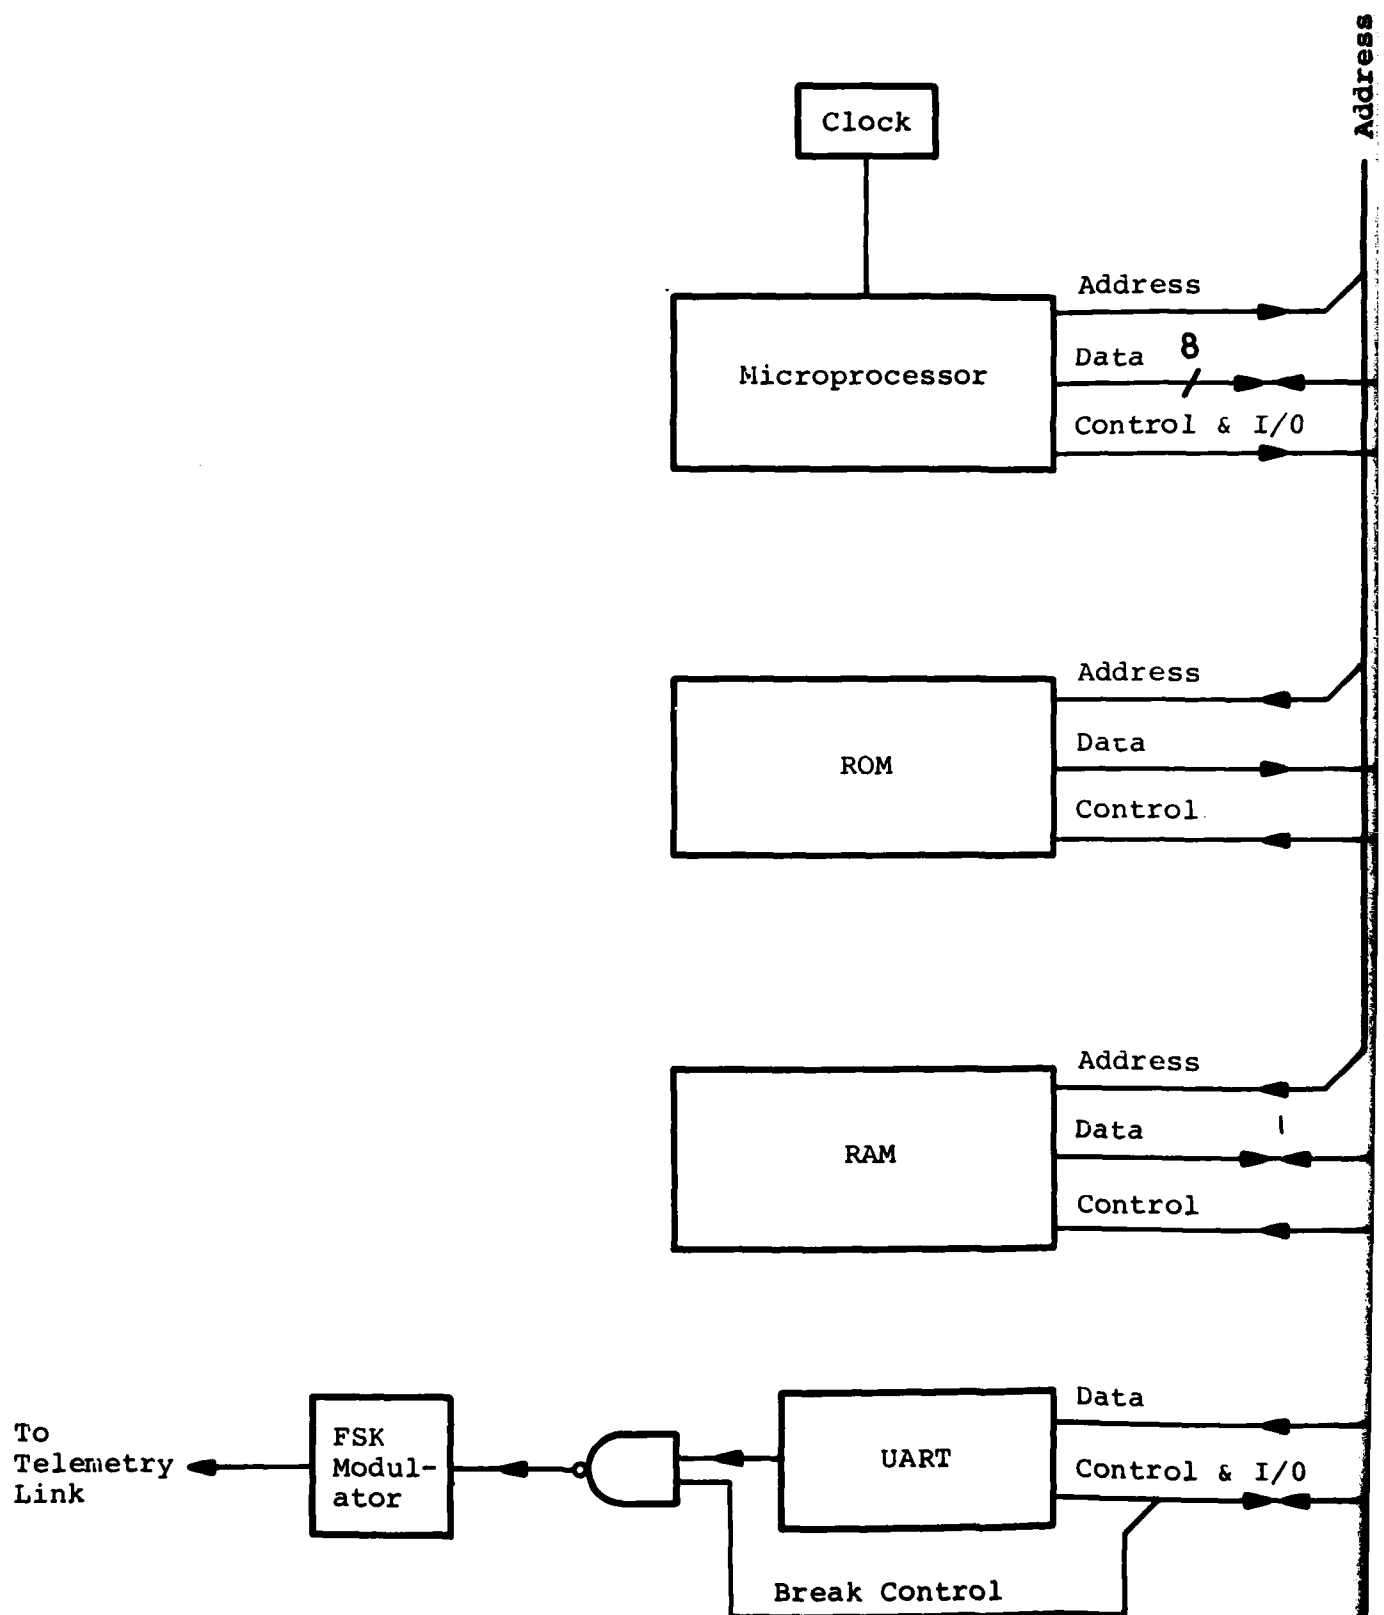 Address
Clock
Address
Data 8
Microprocessor
Control & I/O
Address
Data
ROM
Control
Address
Data
RAM
Control
Data
To
Telemetry
Link
FSK
Modul-
ator
UART
Control & I/O
Break Control